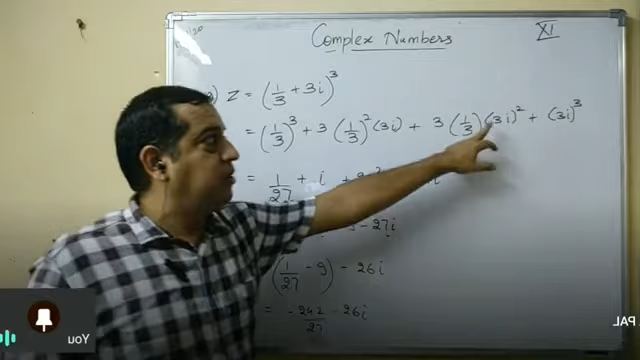 Complex Numbers
XI
Z = (1/3 + 3i)^3
= (1/3)^3 + 3 (1/3)^2 (3i) + 3 (1/3) (3i)^2 + (3i)^3
= 1/27 + i +
- 27i
(1/27 - 9) - 26i
= -242/27 - 26i
You
PAL